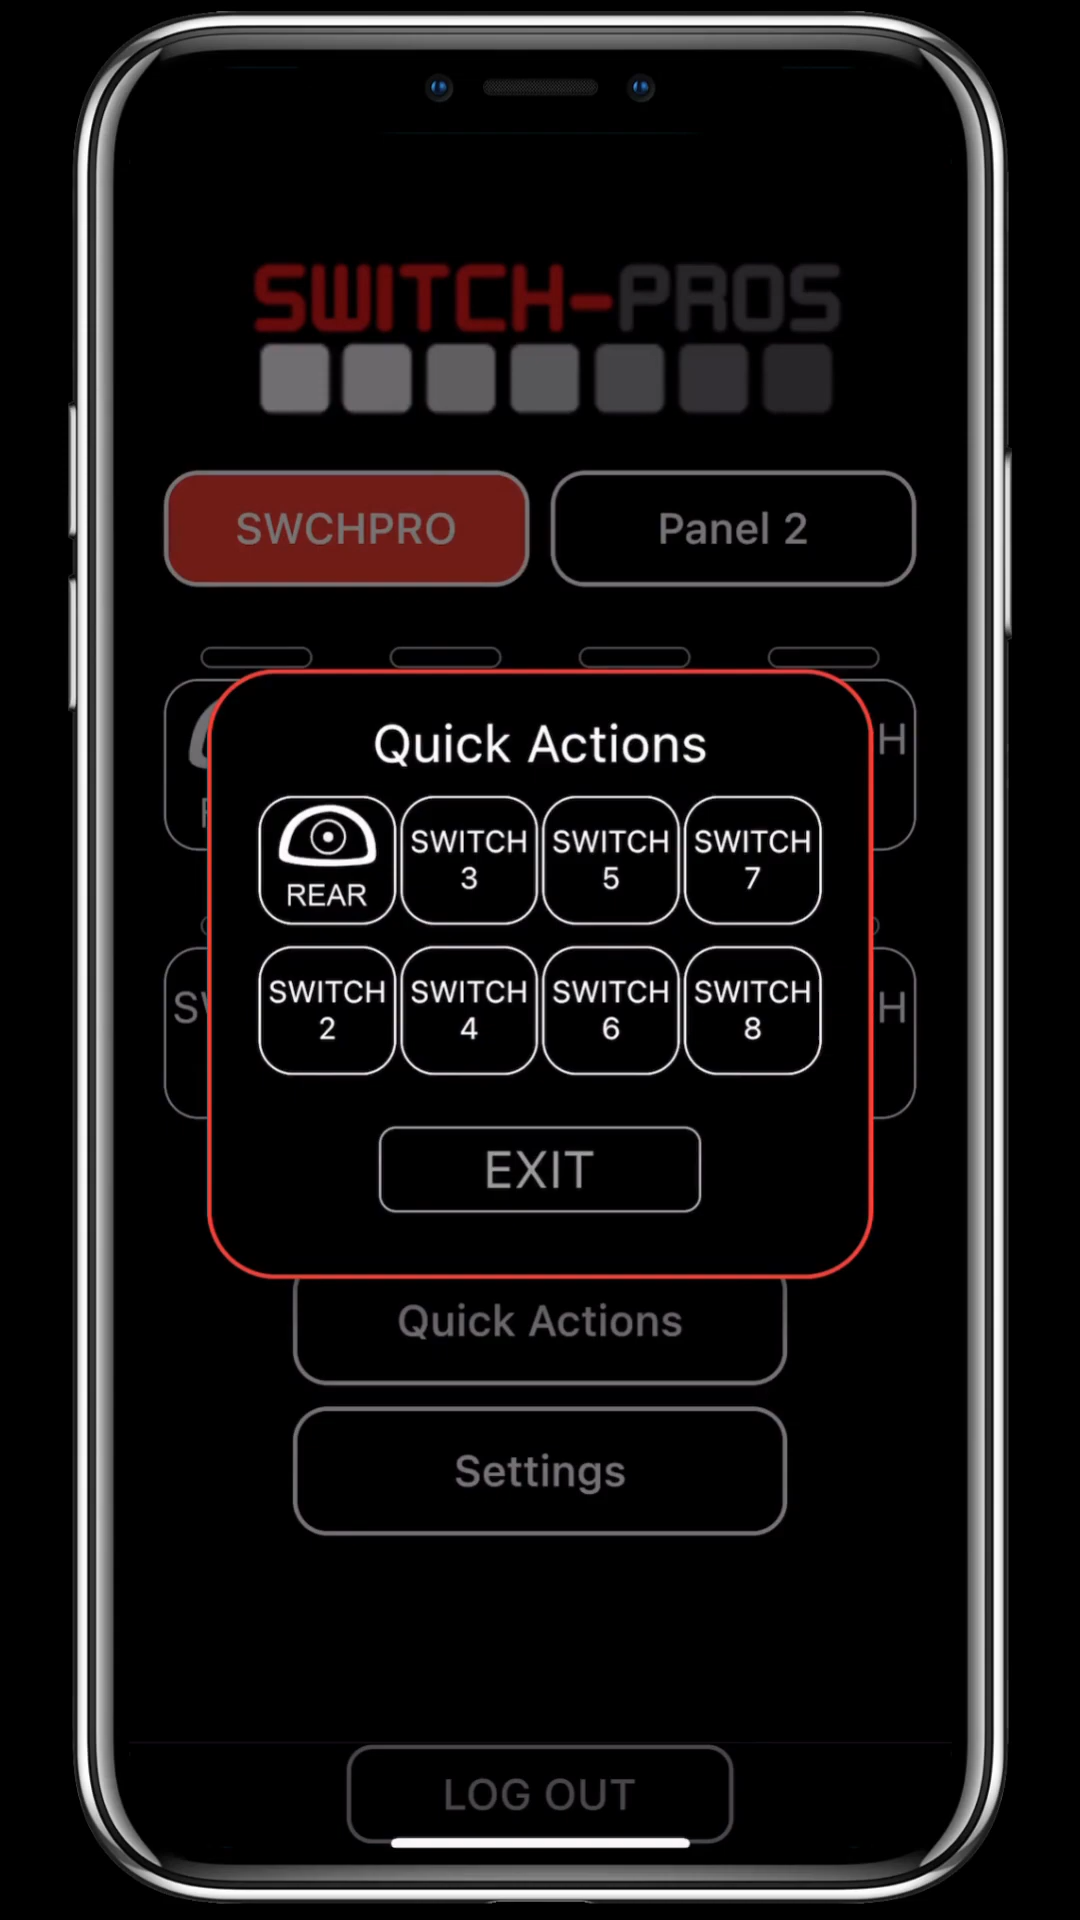 SWITCH-PROS
SWCHPRO
Panel 2
H
Quick Actions
REAR
SWITCH
3
SWITCH
5
SWITCH
7
SWITCH
2
SWITCH
4
SWITCH
6
SWITCH
8
H
EXIT
Quick Actions
Settings
LOG OUT